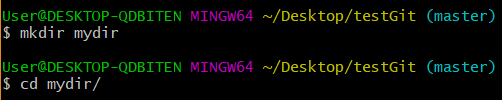 User@DESKTOP-QDBITEN MINGW64 ~/Desktop/testGit (master)
$ mkdir mydir
User@DESKTOP-QDBITEN MINGW64 ~/Desktop/testGit (master)
$ cd mydir/